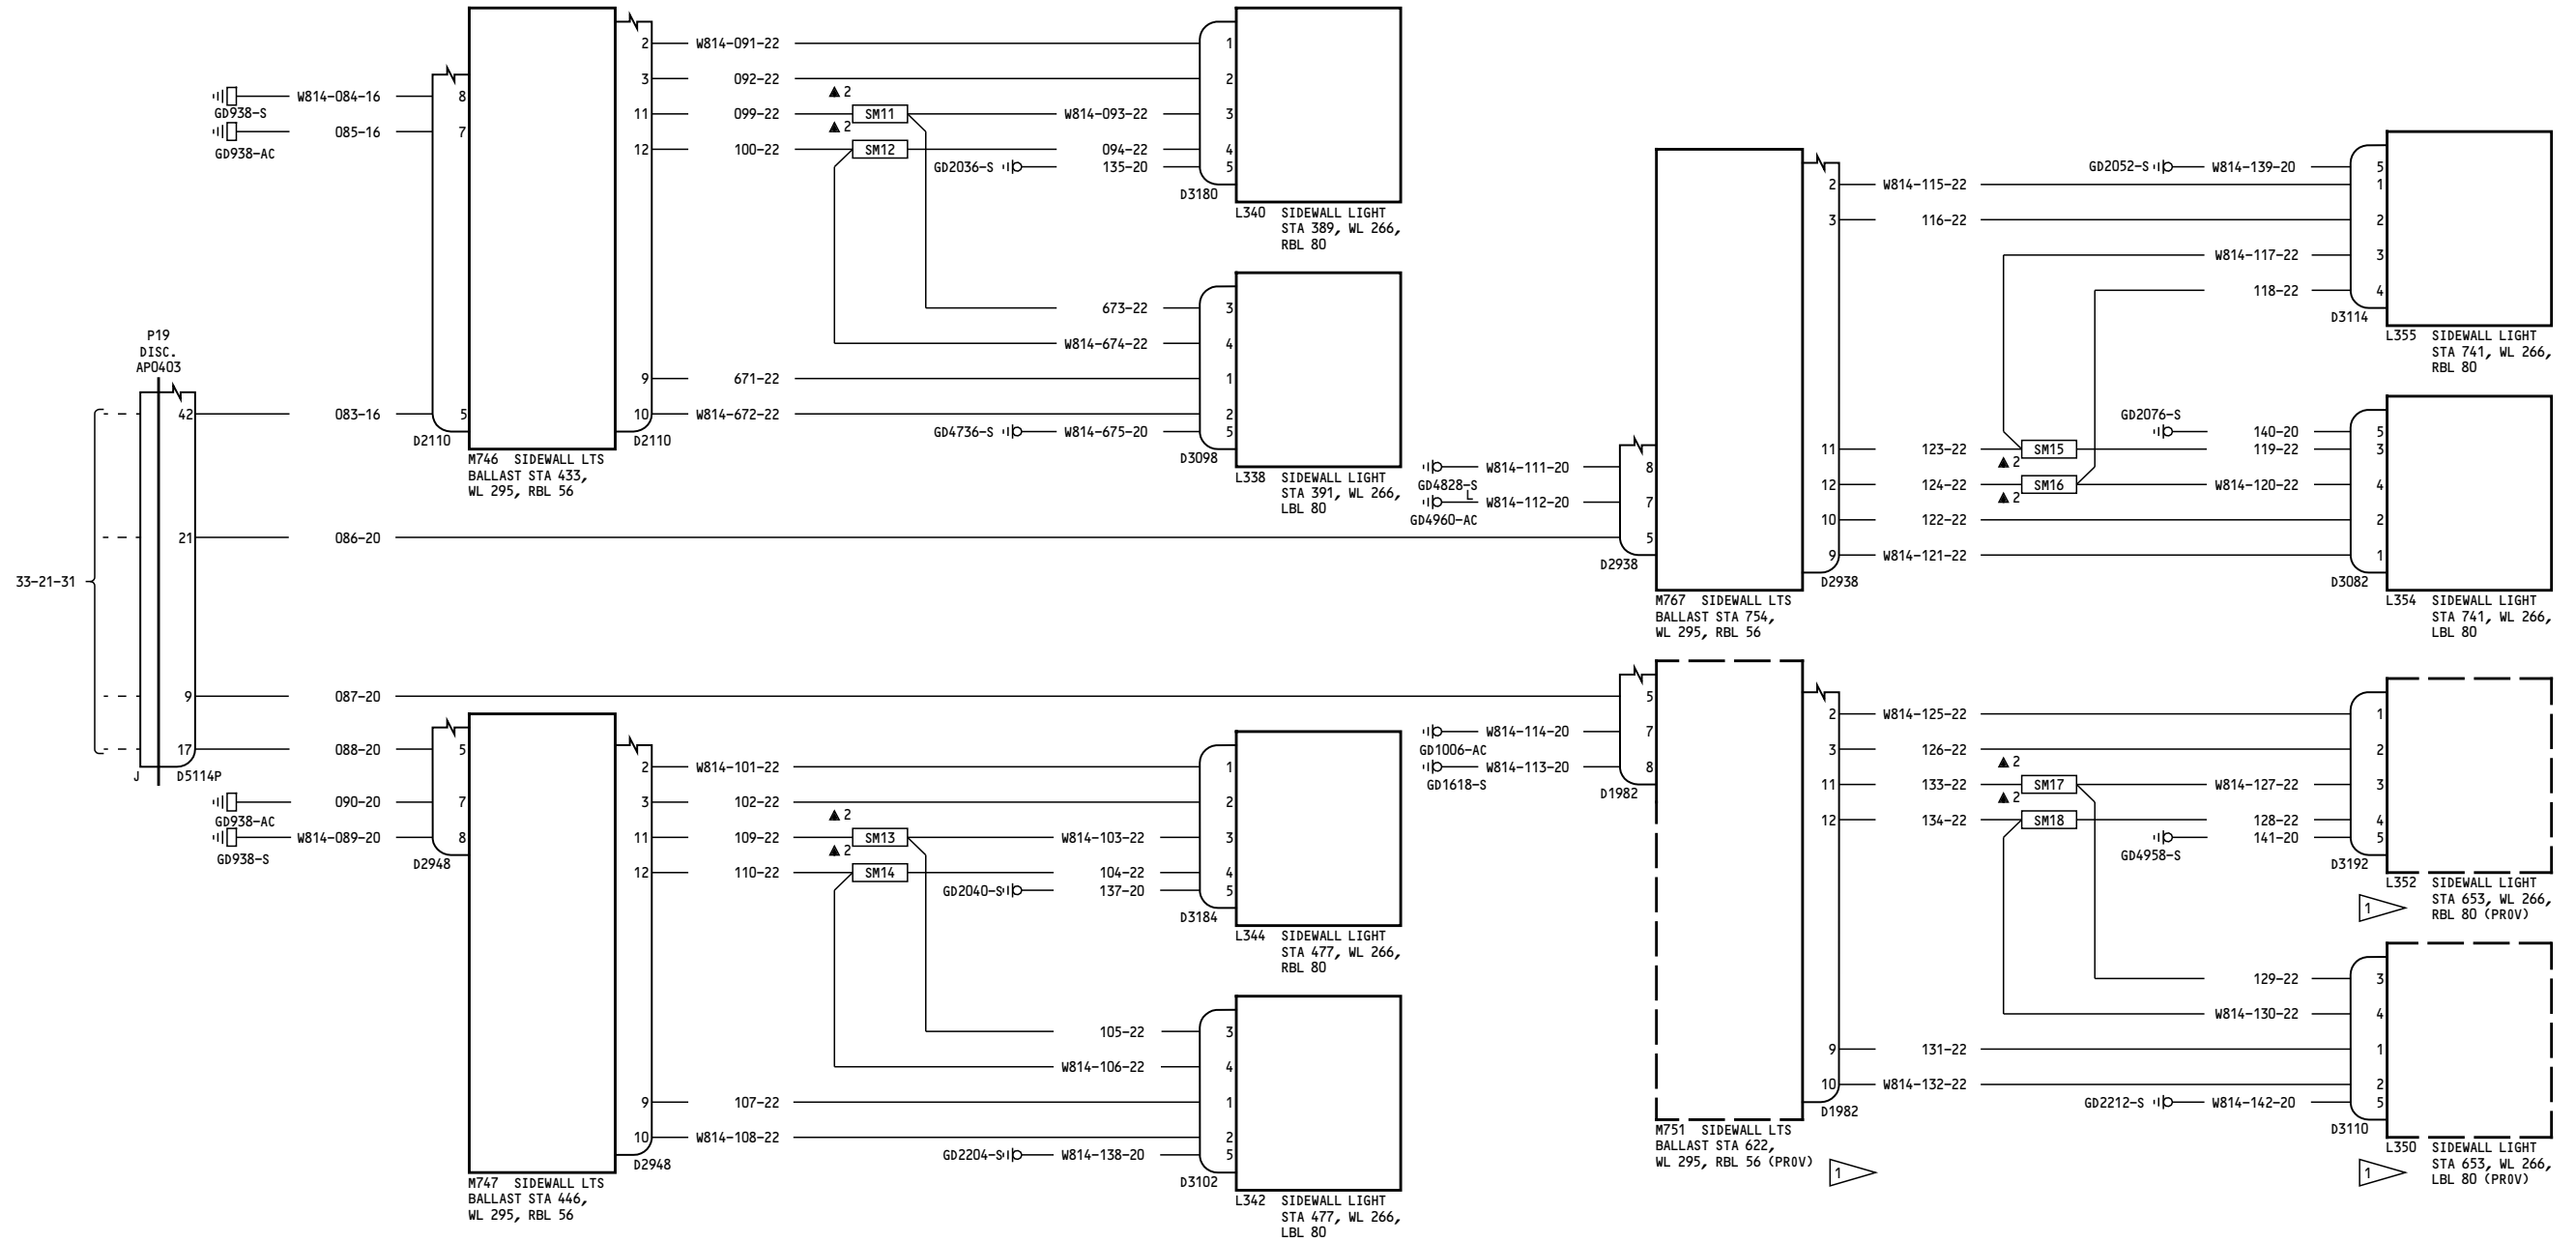 2 W814-091-22 1
3 092-22 2
▲ 2
11 099-22 SM11 W814-093-22 3
▲ 2
12 100-22 SM12 094-22 4
GD2036-S 135-20 5
D3180
L340 SIDEWALL LIGHT
STA 389, WL 266,
RBL 80
GD938-S W814-084-16 8
GD938-AC 085-16 7
673-22 3
W814-674-22 4
9 671-22 1
10 W814-672-22 2
GD4736-S W814-675-20 5
D2110
D2110
D3098
M746 SIDEWALL LTS
BALLAST STA 433,
WL 295, RBL 56
L338 SIDEWALL LIGHT
STA 391, WL 266,
LBL 80
P19
DISC.
AP0403
33-21-31
42 083-16 5
21 086-20 5
9 087-20 5
17 088-20 5
J D5114P
GD938-AC 090-20 7
GD938-S W814-089-20 8
D2948
2 W814-101-22 1
3 102-22 2
▲ 2
11 109-22 SM13 W814-103-22 3
▲ 2
12 110-22 SM14 104-22 4
GD2040-S 137-20 5
D3184
L344 SIDEWALL LIGHT
STA 477, WL 266,
RBL 80
105-22 3
W814-106-22 4
9 107-22 1
10 W814-108-22 2
GD2204-S W814-138-20 5
D2948
D3102
M747 SIDEWALL LTS
BALLAST STA 446,
WL 295, RBL 56
L342 SIDEWALL LIGHT
STA 477, WL 266,
LBL 80
GD2052-S W814-139-20 5
2 W814-115-22 1
3 116-22 2
W814-117-22 3
118-22 4
D3114
L355 SIDEWALL LIGHT
STA 741, WL 266,
RBL 80
GD2076-S 140-20 5
11 123-22 SM15 119-22 3
▲ 2
12 124-22 SM16 W814-120-22 4
▲ 2
10 122-22 2
9 W814-121-22 1
GD4828-S W814-111-20 8
L
GD4960-AC W814-112-20 7
D2938
D2938
D3082
M767 SIDEWALL LTS
BALLAST STA 754,
WL 295, RBL 56
L354 SIDEWALL LIGHT
STA 741, WL 266,
LBL 80
GD1006-AC W814-114-20 7
GD1618-S W814-113-20 8
D1982
2 W814-125-22 1
3 126-22 2
▲ 2
11 133-22 SM17 W814-127-22 3
▲ 2
12 134-22 SM18 128-22 4
GD4958-S 141-20 5
D3192
L352 SIDEWALL LIGHT
STA 653, WL 266,
RBL 80 (PROV)
1
129-22 3
W814-130-22 4
9 131-22 1
10 W814-132-22 2
GD2212-S W814-142-20 5
D1982
D3110
M751 SIDEWALL LTS
BALLAST STA 622,
WL 295, RBL 56 (PROV)
1
L350 SIDEWALL LIGHT
STA 653, WL 266,
LBL 80 (PROV)
1